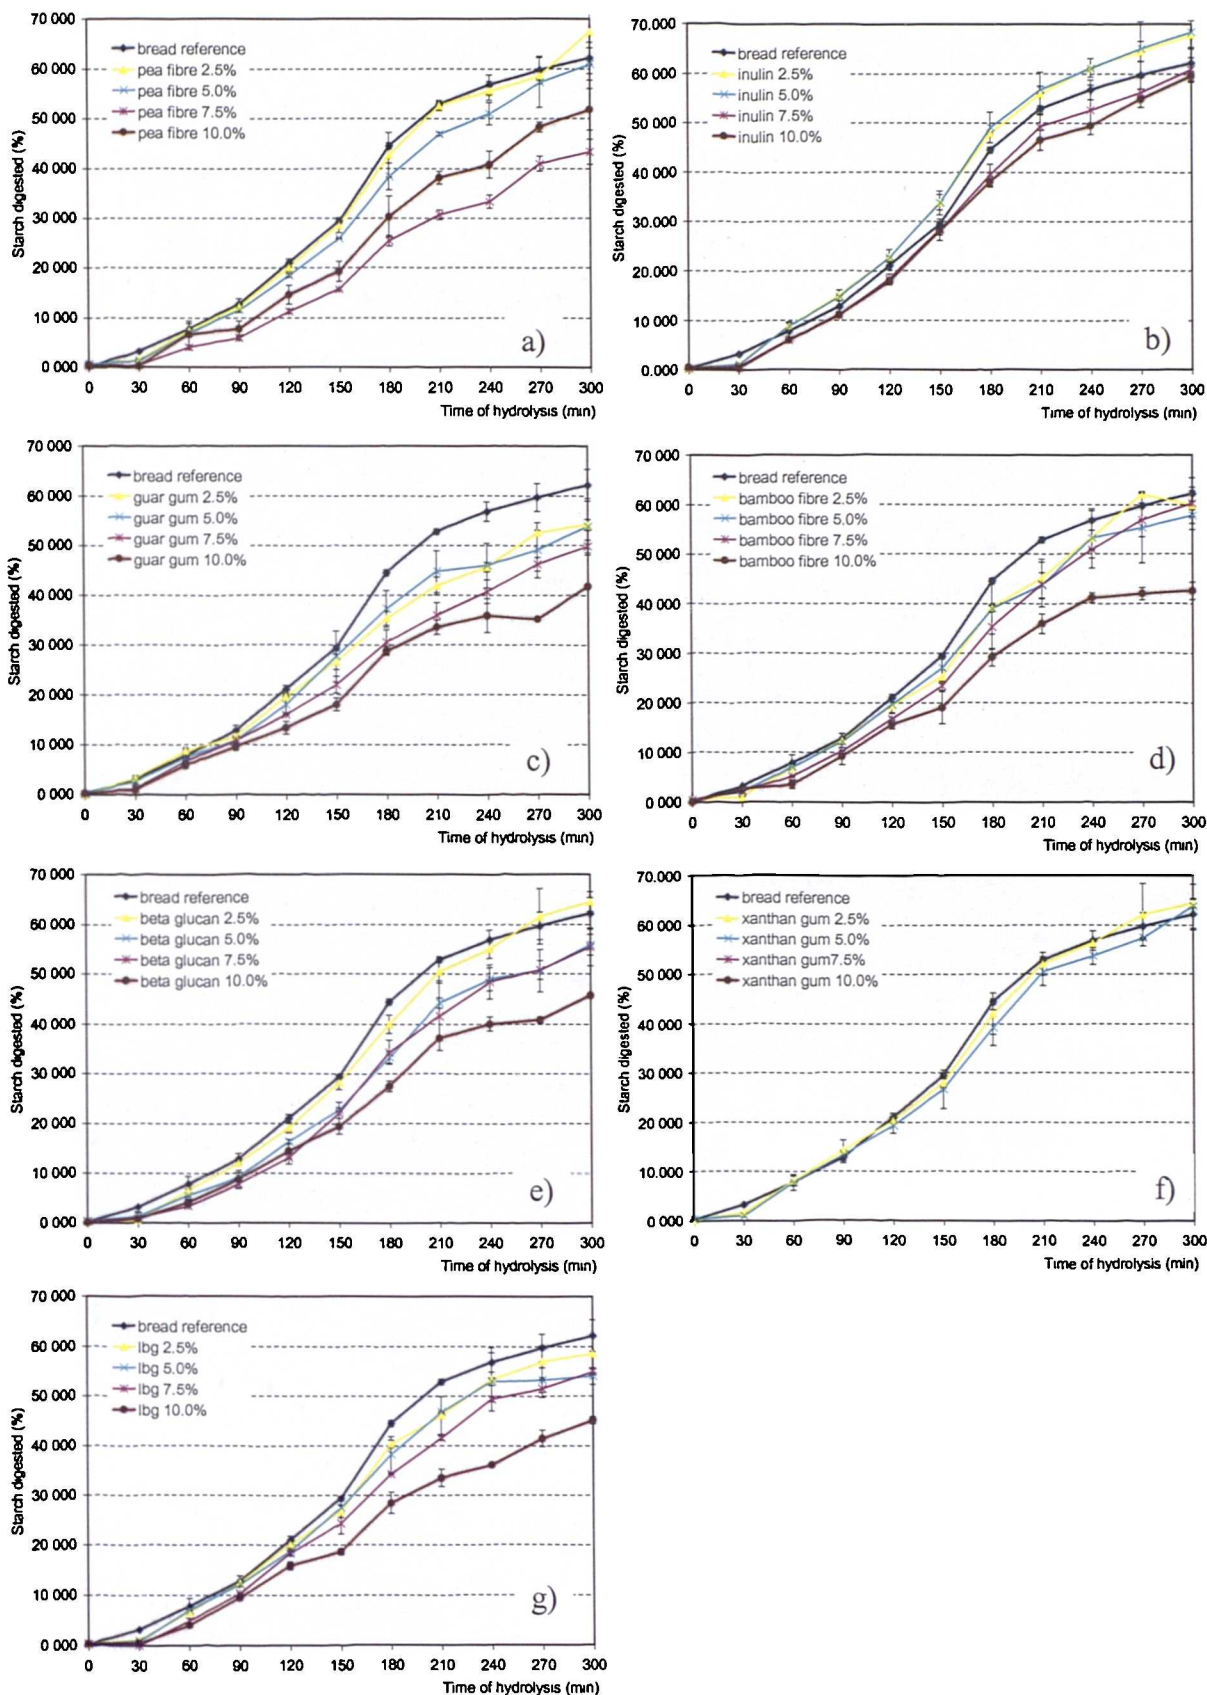 70 000
60 000
50 000
40 000
30 000
20 000
10 000
0 000
Starch digested (%)
bread reference
pea fibre 2.5%
pea fibre 5.0%
pea fibre 7.5%
pea fibre 10.0%
a)
0 30 60 90 120 150 180 210 240 270 300
Time of hydrolysis (min)
70.000
60.000
50 000
40 000
30.000
20 000
10.000
0.000
Starch digested (%)
bread reference
inulin 2.5%
inulin 5.0%
inulin 7.5%
inulin 10.0%
b)
0 30 60 90 120 150 180 210 240 270 300
Time of hydrolysis (min)
70 000
60 000
50 000
40 000
30 000
20 000
10 000
0 000
Starch digested (%)
bread reference
guar gum 2.5%
guar gum 5.0%
guar gum 7.5%
guar gum 10.0%
c)
0 30 60 90 120 150 180 210 240 270 300
Time of hydrolysis (min)
70 000
60 000
50 000
40 000
30 000
20 000
10 000
0 000
Starch digested (%)
bread reference
bamboo fibre 2.5%
bamboo fibre 5.0%
bamboo fibre 7.5%
bamboo fibre 10.0%
d)
0 30 60 90 120 150 180 210 240 270 300
Time of hydrolysis (min)
70 000
60 000
50 000
40 000
30 000
20 000
10 000
0 000
Starch digested (%)
bread reference
beta glucan 2.5%
beta glucan 5.0%
beta glucan 7.5%
beta glucan 10.0%
e)
0 30 60 90 120 150 180 210 240 270 300
Time of hydrolysis (min)
70.000
60 000
50 000
40 000
30 000
20 000
10 000
0 000
Starch digested (%)
bread reference
xanthan gum 2.5%
xanthan gum 5.0%
xanthan gum7.5%
xanthan gum 10.0%
f)
0 30 60 90 120 150 180 210 240 270 300
Time of hydrolysis (min)
70 000
60 000
50 000
40 000
30 000
20 000
10 000
0 000
Starch digested (%)
bread reference
lbg 2.5%
lbg 5.0%
lbg 7.5%
lbg 10.0%
g)
0 30 60 90 120 150 180 210 240 270 300
Time of hydrolysis (min)